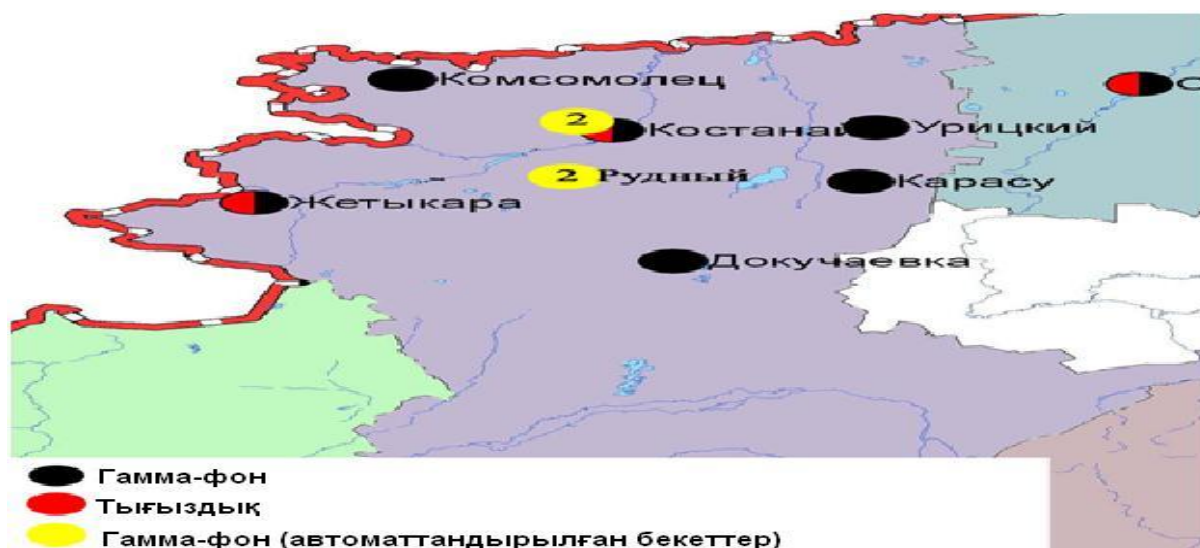 Комсомолец
2
Костанай
Урицкий
2 Рудный
Карасу
Жетыкара
Докучаевка
Гамма-фон
Тығыздық
Гамма-фон (автоматтандырылған бекеттер)